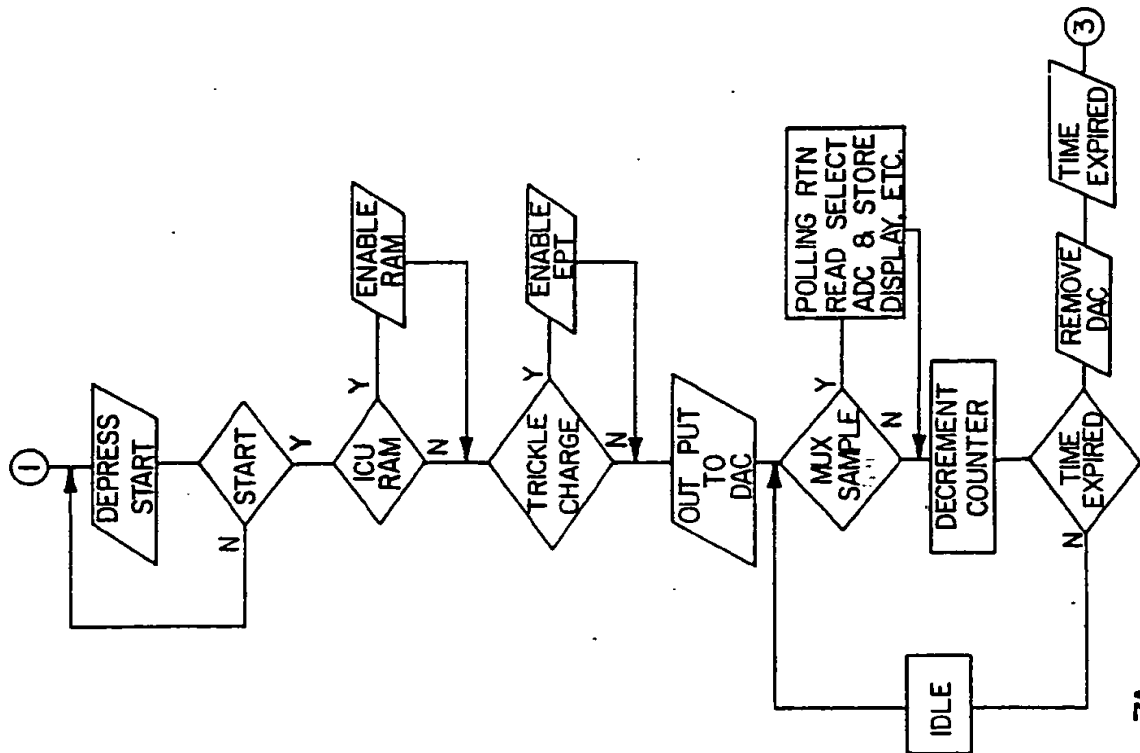 1
DEPRESS
START
START
N
Y
ICU
RAM
Y
N
ENABLE
RAM
TRICKLE
CHARGE
Y
N
ENABLE
EPT
OUT PUT
TO
DAC
MUX
SAMPLE
Y
N
POLLING RTN
READ SELECT
ADC & STORE
DISPLAY, ETC.
DECREMENT
COUNTER
TIME
EXPIRED
N
IDLE
REMOVE
DAC
TIME
EXPIRED
3